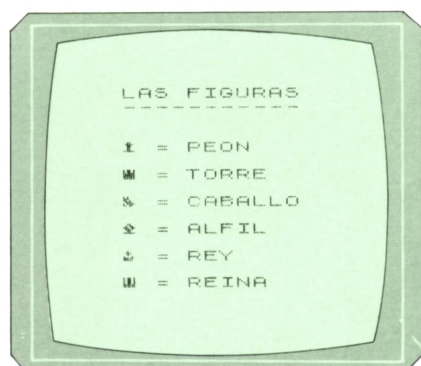 LAS FIGURAS
= PEON
= TORRE
= CABALLO
= ALFIL
= REY
= REINA